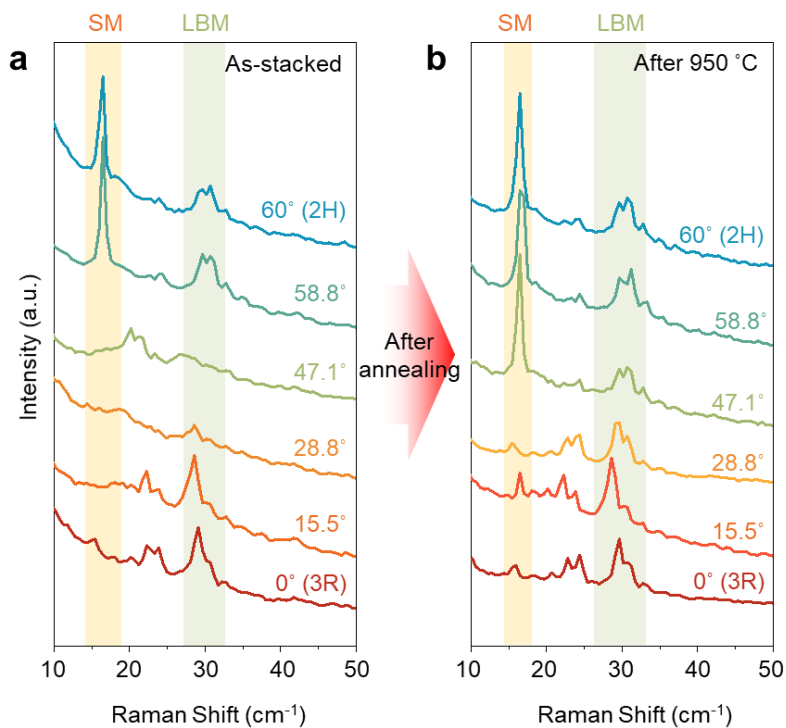 SM LBM
a As-stacked
60˚ (2H)
58.8˚
47.1˚
28.8˚
15.5˚
0˚ (3R)
10 20 30 40 50
Raman Shift (cm⁻¹)
Intensity (a.u.)
After
annealing
SM LBM
b After 950 ˚C
60˚ (2H)
58.8˚
47.1˚
28.8˚
15.5˚
0˚ (3R)
10 20 30 40 50
Raman Shift (cm⁻¹)